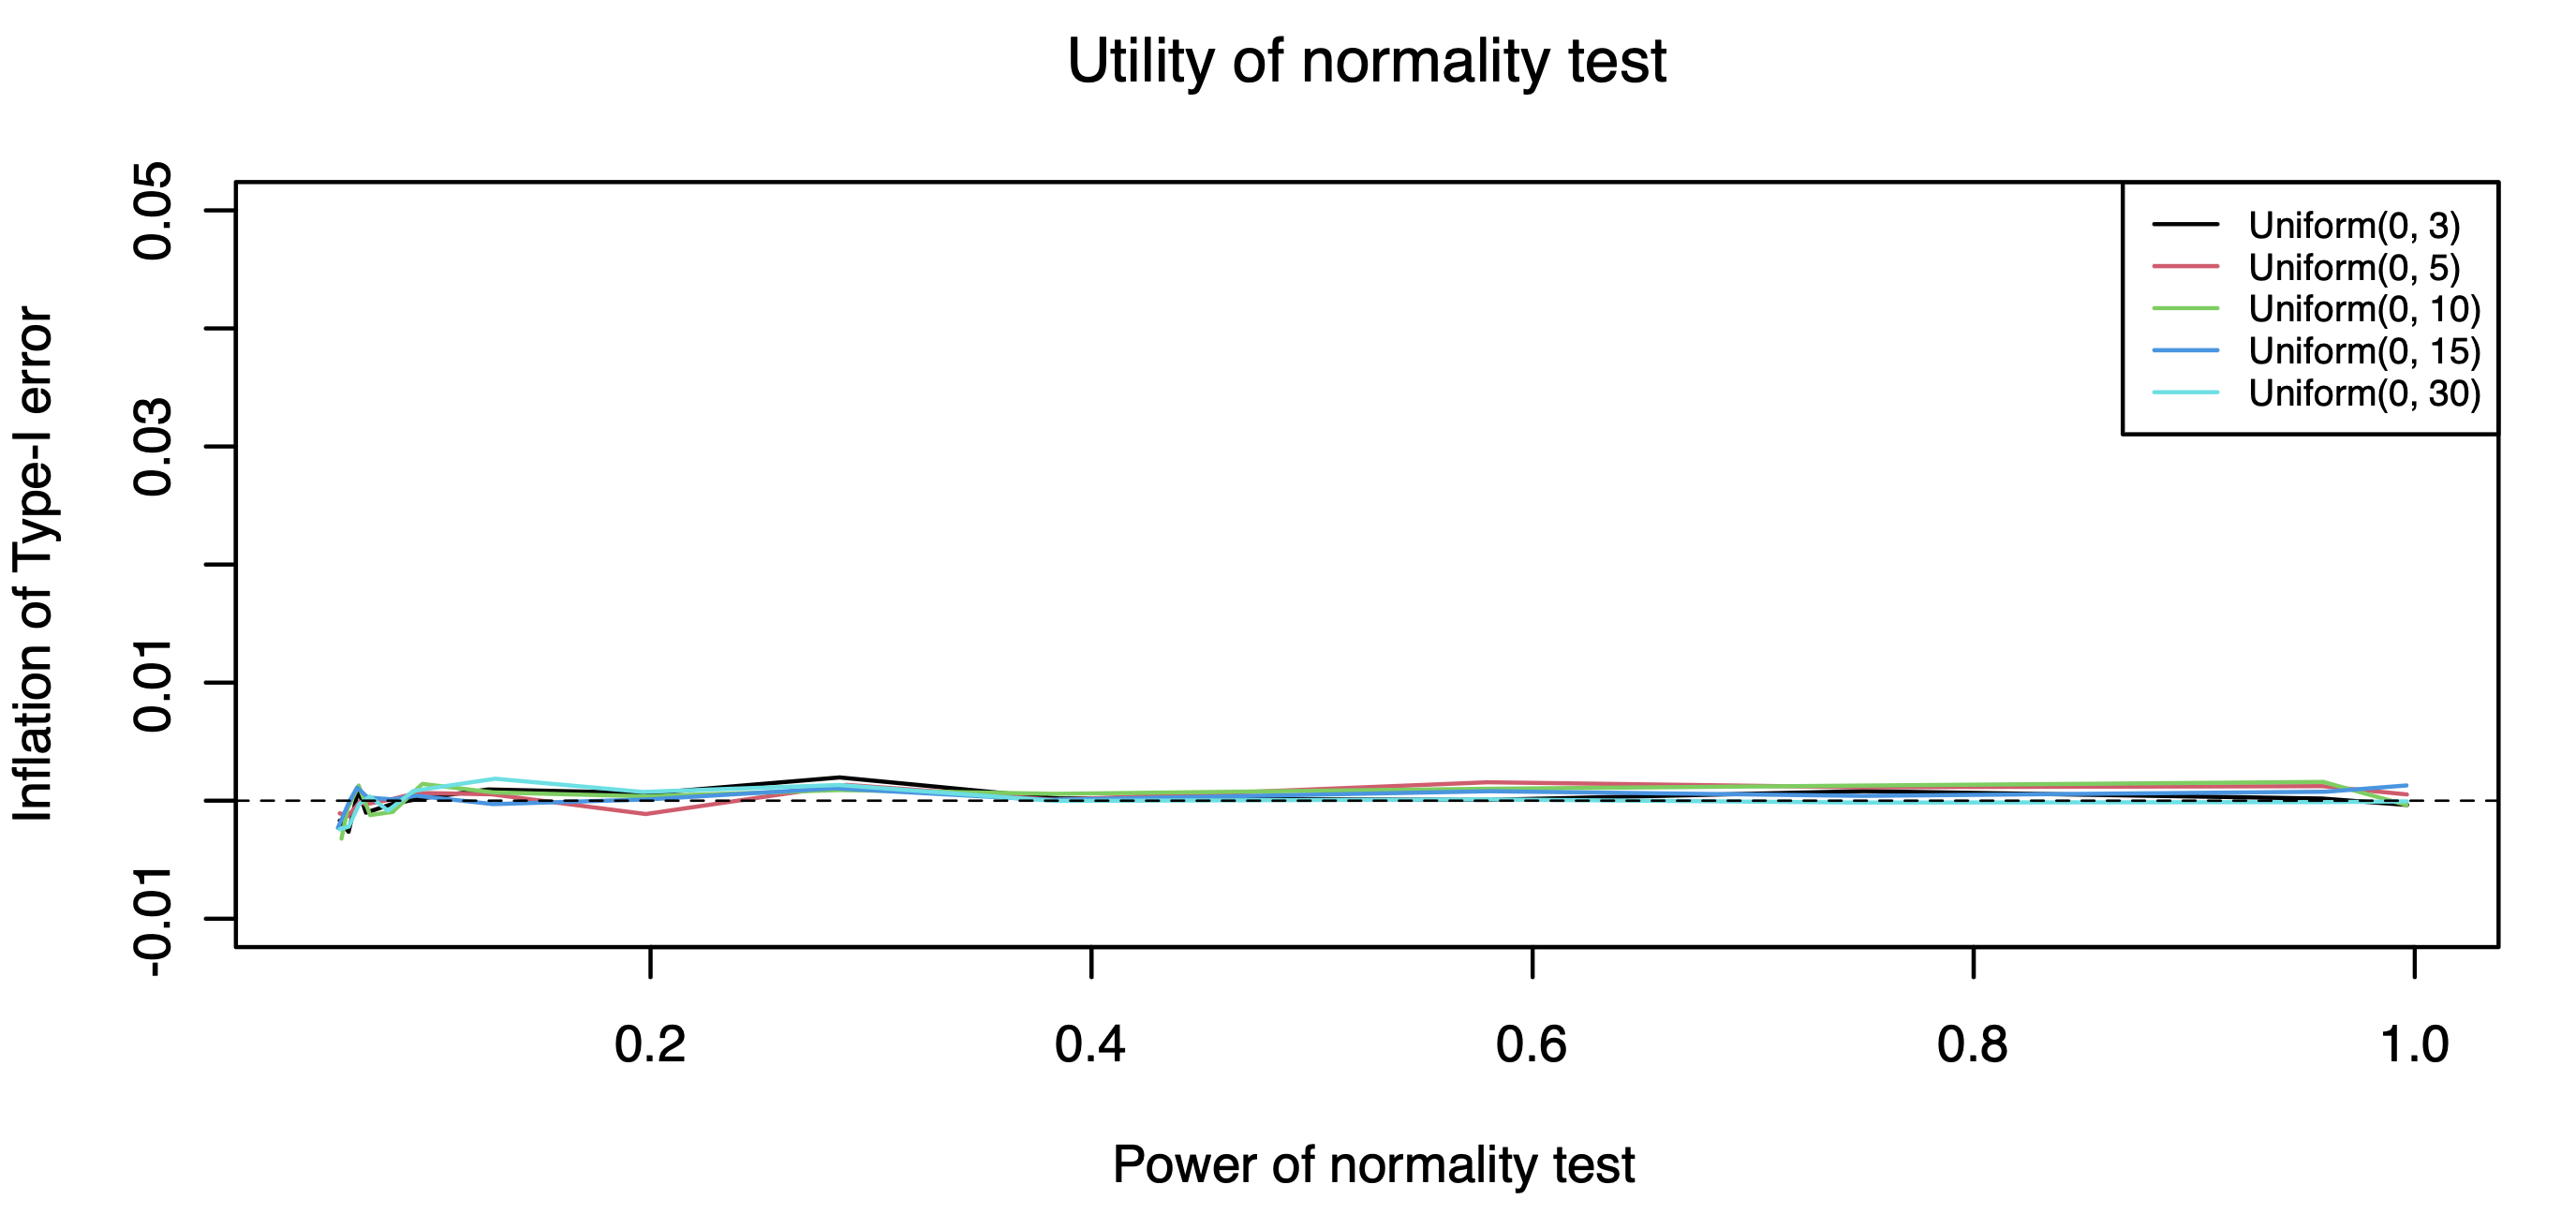 Utility of normality test
Inflation of Type-I error
0.05
0.03
0.01
-0.01
Uniform(0, 3)
Uniform(0, 5)
Uniform(0, 10)
Uniform(0, 15)
Uniform(0, 30)
0.2 0.4 0.6 0.8 1.0
Power of normality test